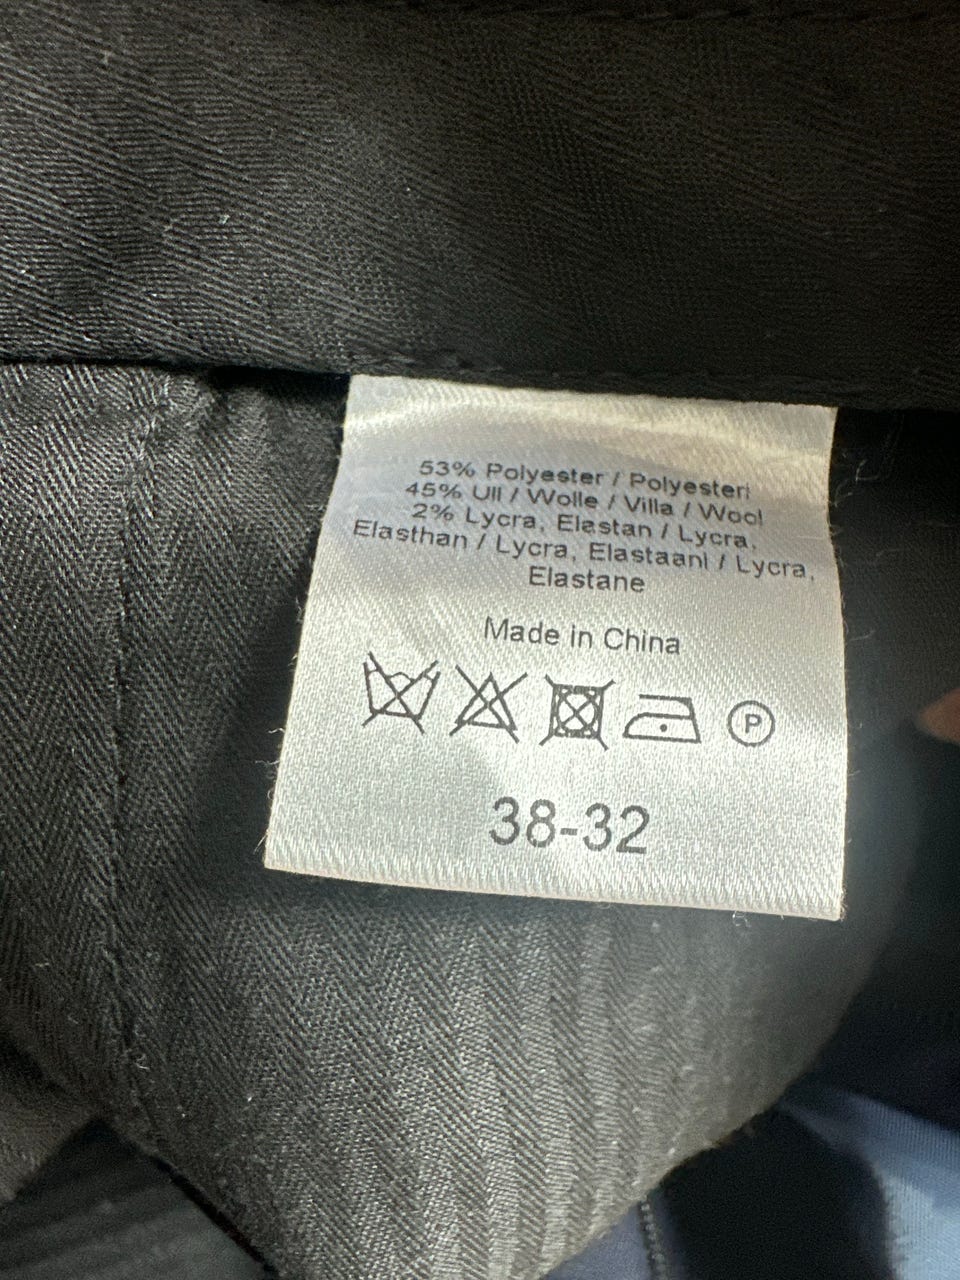 53% Polyester / Polyesteri
45% Ull / Wolle / Villa / Wool
2% Lycra, Elastan / Lycra,
Elasthan / Lycra, Elastaani / Lycra,
Elastane
Made in China
P
38-32